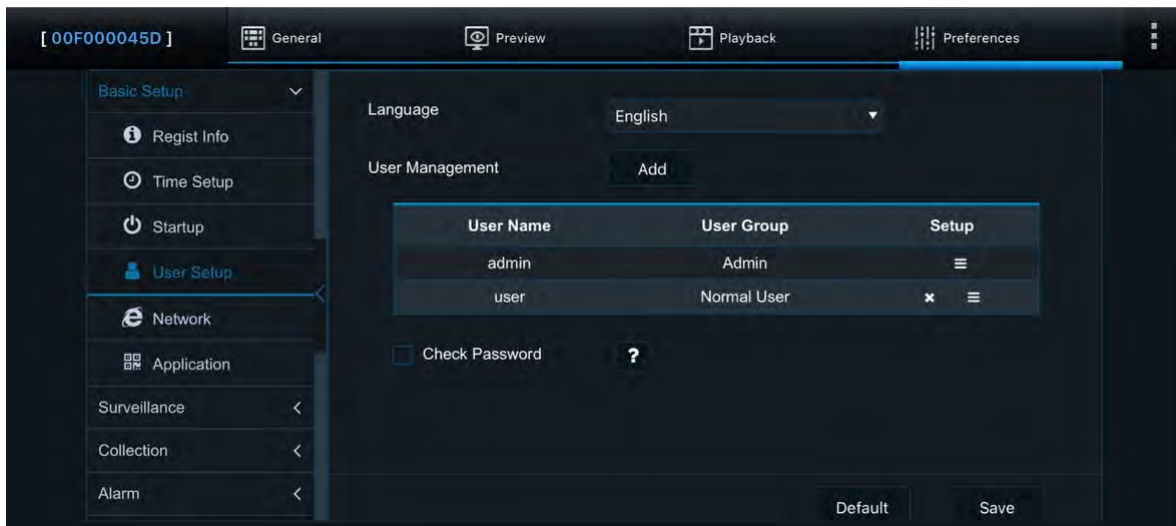 [ 00F000045D ] General Preview Playback Preferences
Basic Setup
Regist Info
Time Setup
Startup
User Setup
Network
Application
Surveillance
Collection
Alarm
Language English
User Management Add
User Name User Group Setup
admin Admin
user Normal User
Check Password ?
Default Save